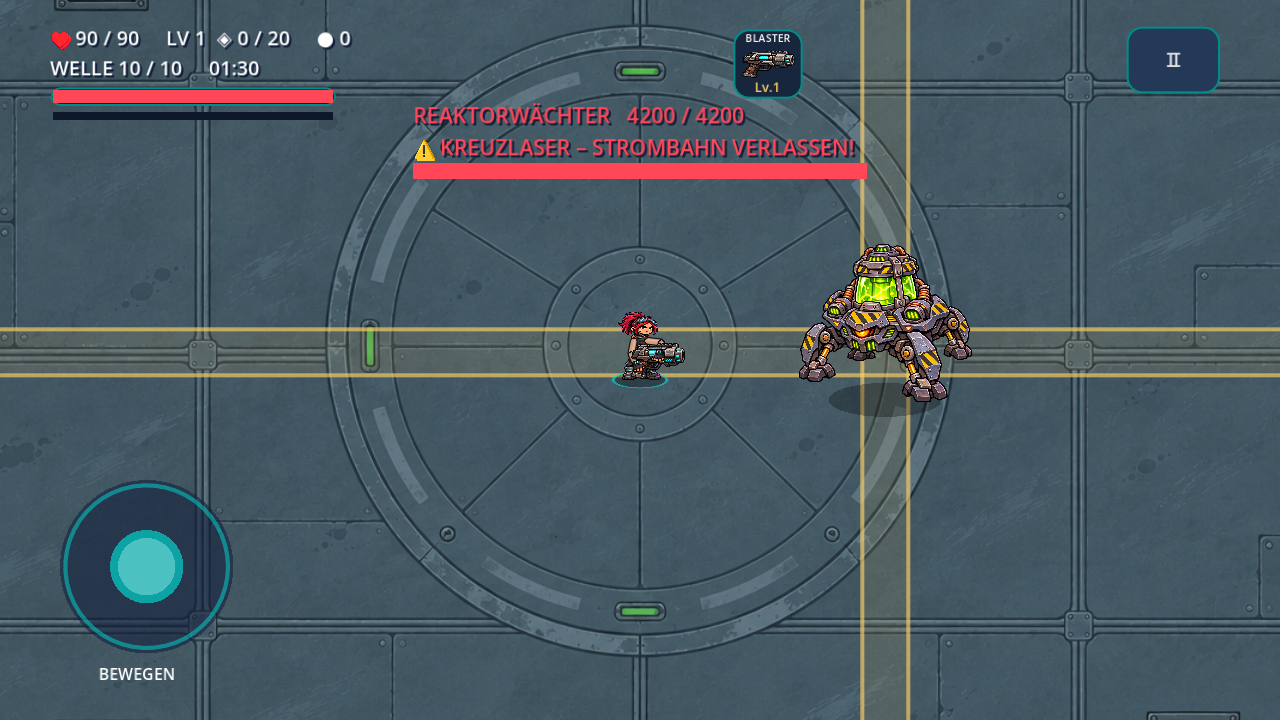 90 / 90 LV 1 ◈ 0 / 20 0
WELLE 10 / 10 01:30
BLASTER
Lv.1
II
REAKTORWÄCHTER 4200 / 4200
⚠ KREUZLASER – STROMBAHN VERLASSEN!
BEWEGEN